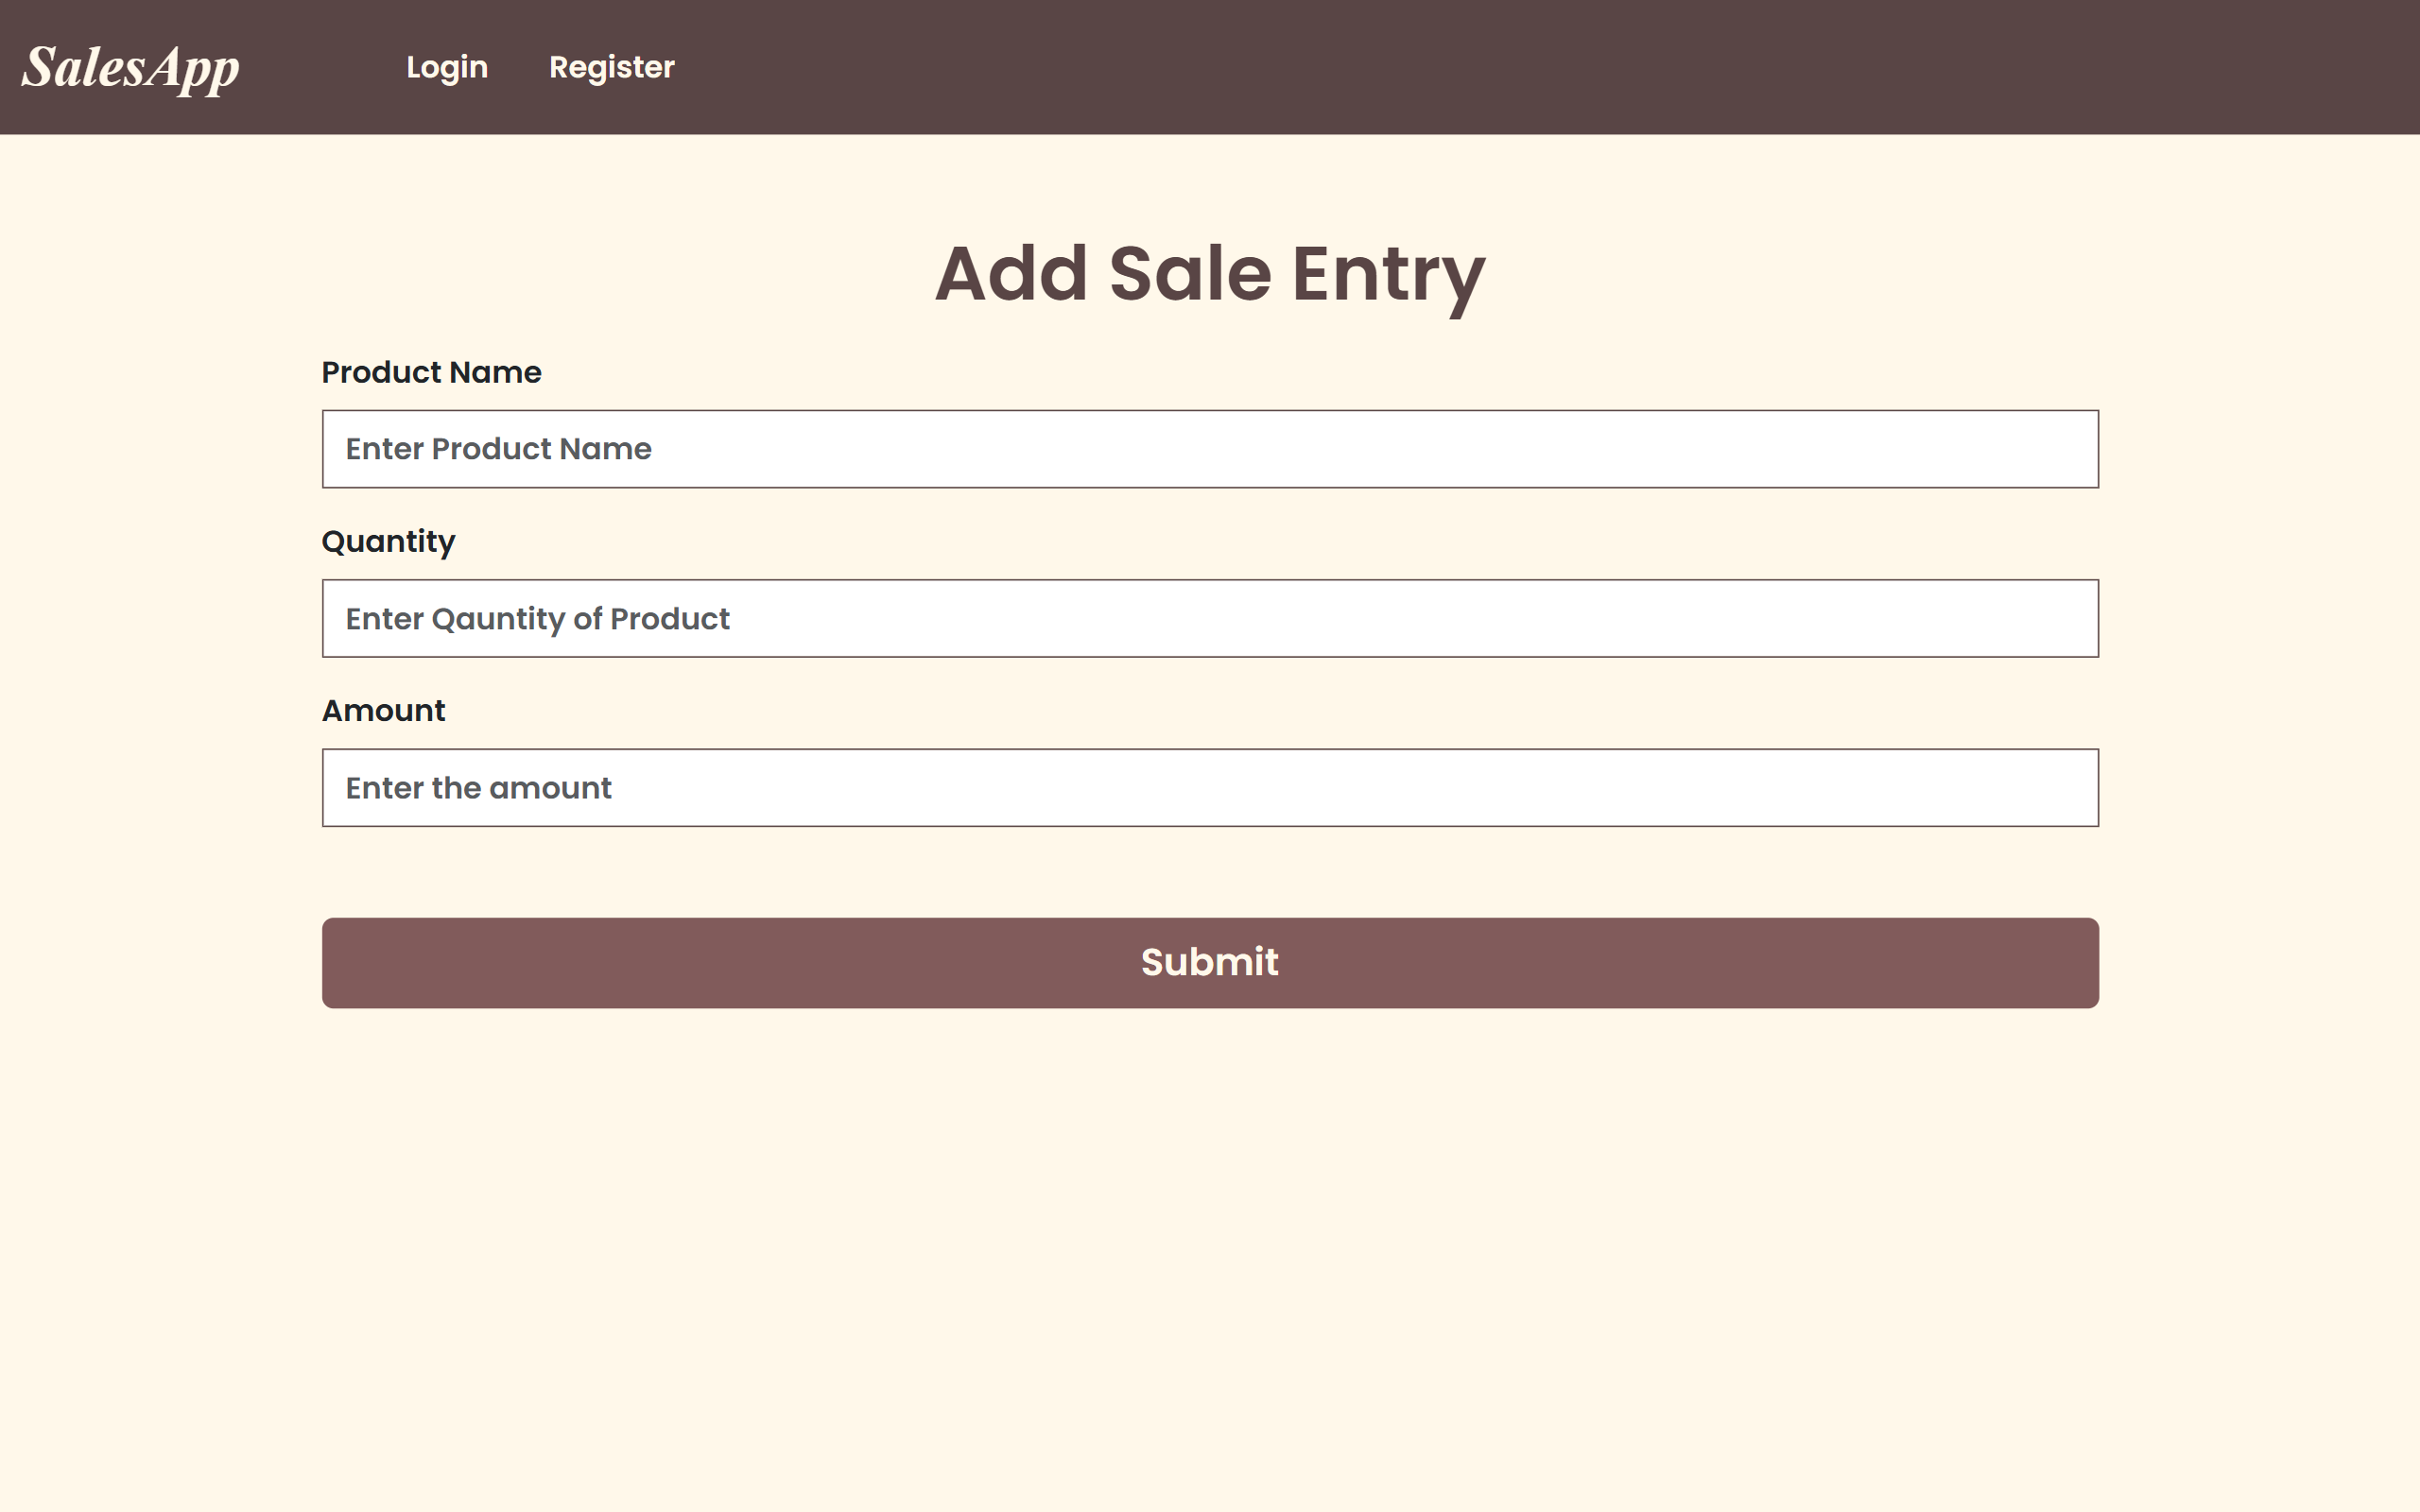 SalesApp Login Register
Add Sale Entry
Product Name
Enter Product Name
Quantity
Enter Qauntity of Product
Amount
Enter the amount
Submit